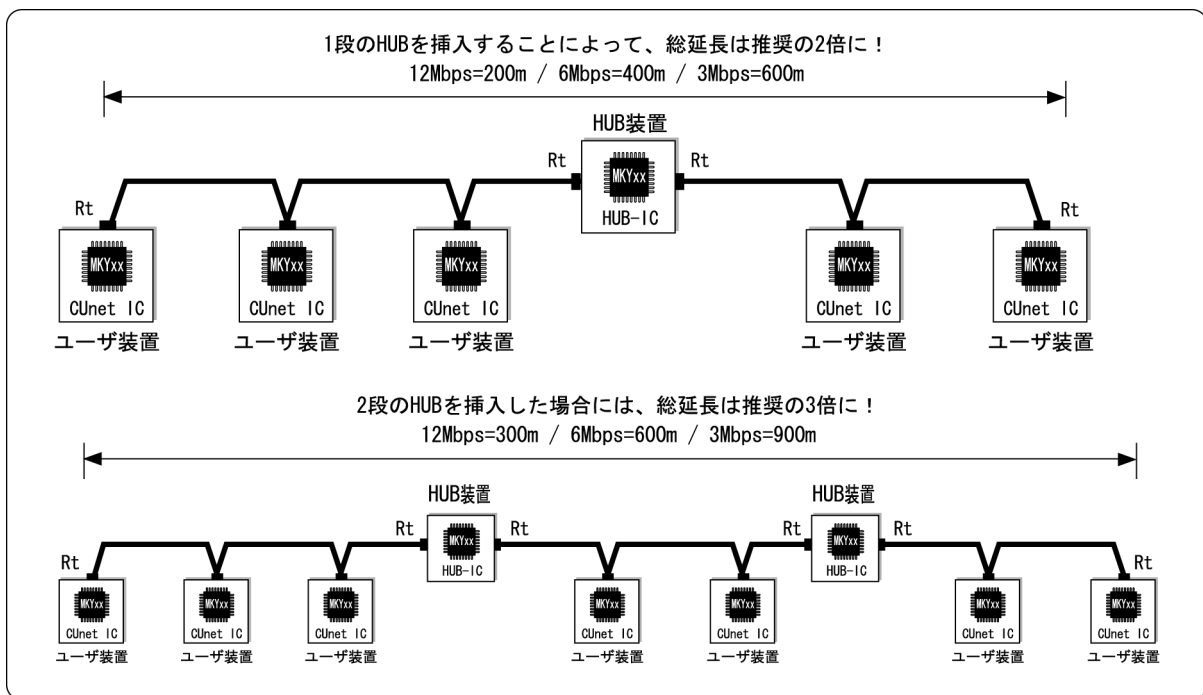 1段のHUBを挿入することによって、総延長は推奨の2倍に！
12Mbps=200m / 6Mbps=400m / 3Mbps=600m
HUB装置
Rt
MKYxx
Rt
HUB-IC
Rt
Rt
MKYxx
MKYxx
MKYxx
MKYxx
MKYxx
CUnet IC
CUnet IC
CUnet IC
CUnet IC
CUnet IC
ユーザ装置
ユーザ装置
ユーザ装置
ユーザ装置
ユーザ装置
2段のHUBを挿入した場合には、総延長は推奨の3倍に！
12Mbps=300m / 6Mbps=600m / 3Mbps=900m
HUB装置
HUB装置
Rt
MKYxx
Rt
Rt
MKYxx
Rt
HUB-IC
HUB-IC
Rt
Rt
MKYxx
MKYxx
MKYxx
MKYxx
MKYxx
MKYxx
MKYxx
CUnet IC
CUnet IC
CUnet IC
CUnet IC
CUnet IC
CUnet IC
CUnet IC
ユーザ装置
ユーザ装置
ユーザ装置
ユーザ装置
ユーザ装置
ユーザ装置
ユーザ装置